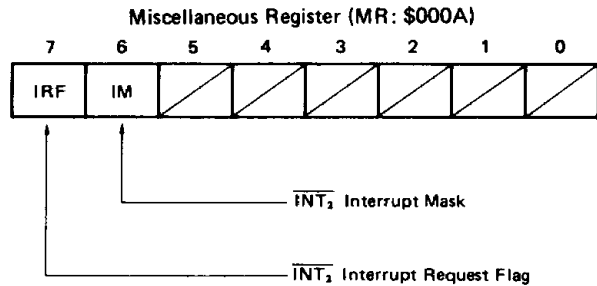 Miscellaneous Register (MR: $000A)
7 6 5 4 3 2 1 0
IRF IM
INT₂ Interrupt Mask
INT₂ Interrupt Request Flag